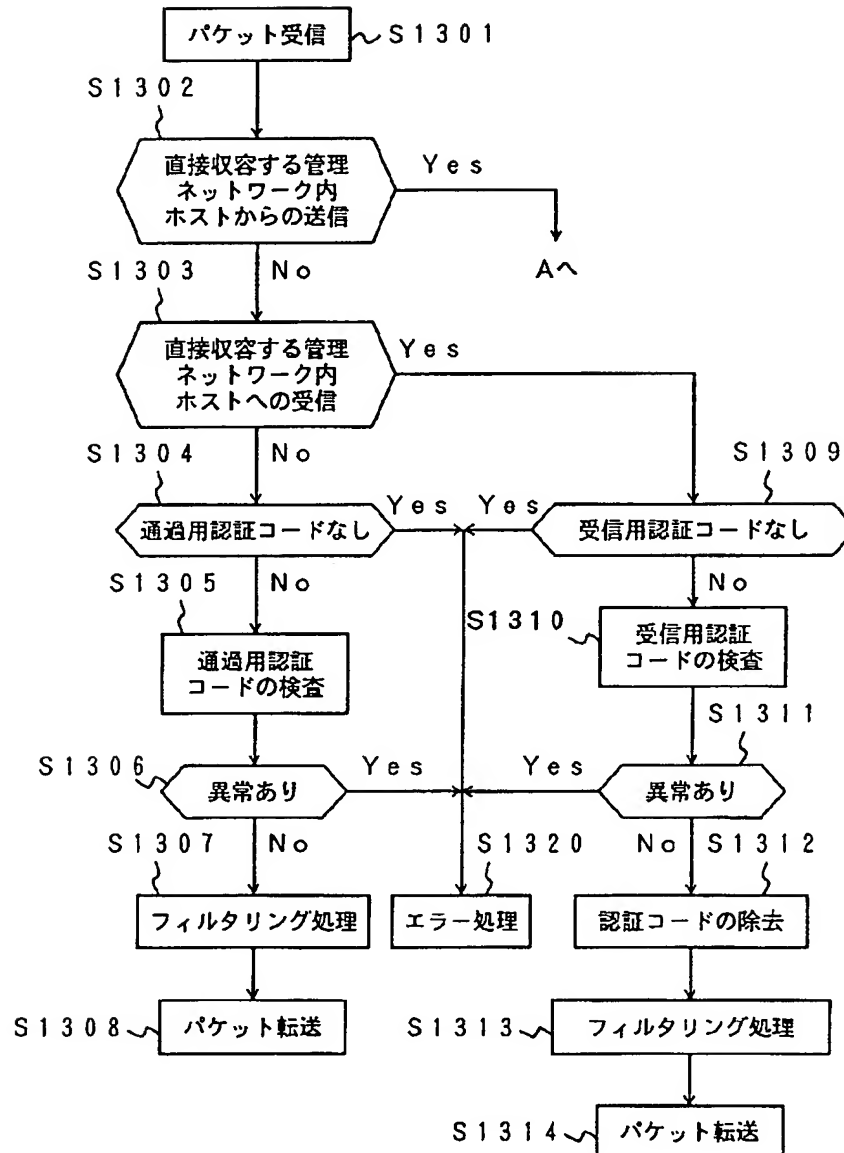 パケット受信
S1301
S1302
直接収容する管理
ネットワーク内
ホストからの送信
Yes
Aへ
No
S1303
直接収容する管理
ネットワーク内
ホストへの受信
Yes
No
S1304
通過用認証コードなし
Yes
Yes
S1309
受信用認証コードなし
No
S1305
通過用認証
コードの検査
No
S1310
受信用認証
コードの検査
S1306
異常あり
Yes
Yes
S1311
異常あり
No
S1307
フィルタリング処理
S1320
エラー処理
No
S1312
認証コードの除去
S1308
パケット転送
S1313
フィルタリング処理
S1314
パケット転送